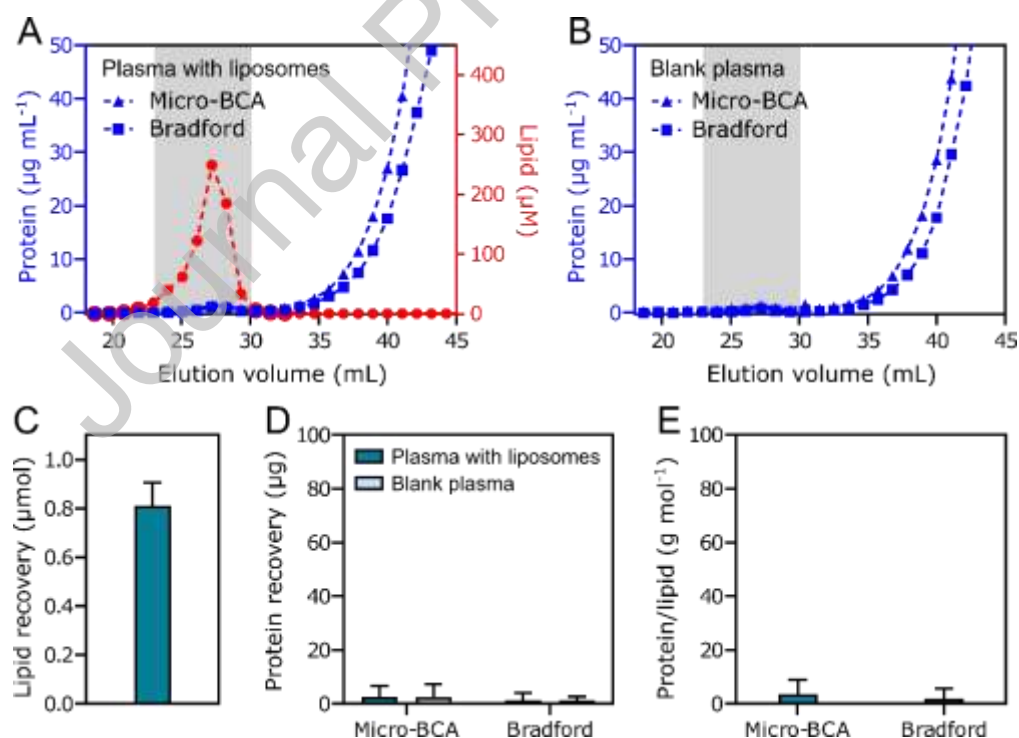 A
B
Plasma with liposomes
Micro-BCA
Bradford
Protein (µg mL⁻¹)
50
40
30
20
10
0
Lipid (µM)
400
300
200
100
0
20 25 30 35 40 45
Elution volume (mL)
Blank plasma
Micro-BCA
Bradford
Protein (µg mL⁻¹)
50
40
30
20
10
0
20 25 30 35 40 45
Elution volume (mL)
C
Lipid recovery (µmol)
1.0
0.8
0.6
0.4
0.2
0.0
D
Protein recovery (µg)
100
80
60
40
20
0
Plasma with liposomes
Blank plasma
Micro-BCA Bradford
E
Protein/lipid (g mol⁻¹)
100
80
60
40
20
0
Micro-BCA Bradford
Journal P